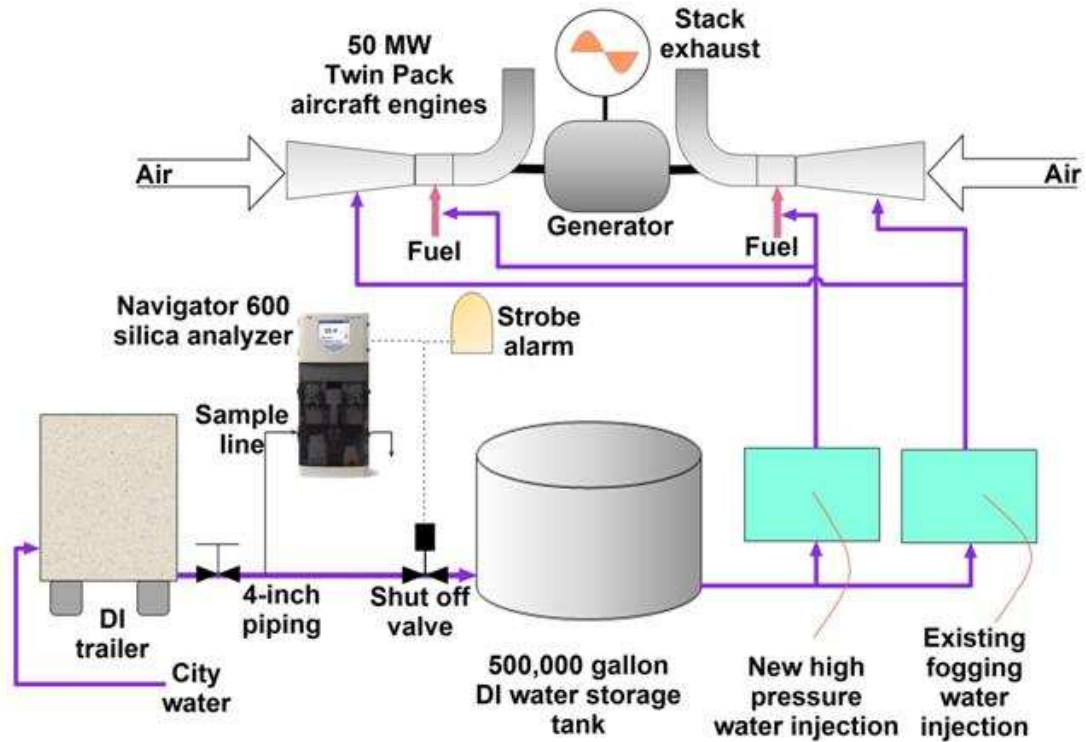 50 MW
Twin Pack
aircraft engines
Stack
exhaust
Air
Air
Generator
Fuel
Fuel
Navigator 600
silica analyzer
Strobe
alarm
Sample
line
DI
trailer
4-inch
piping
Shut off
valve
City
water
500,000 gallon
DI water storage
tank
New high
pressure
water injection
Existing
fogging
water
injection